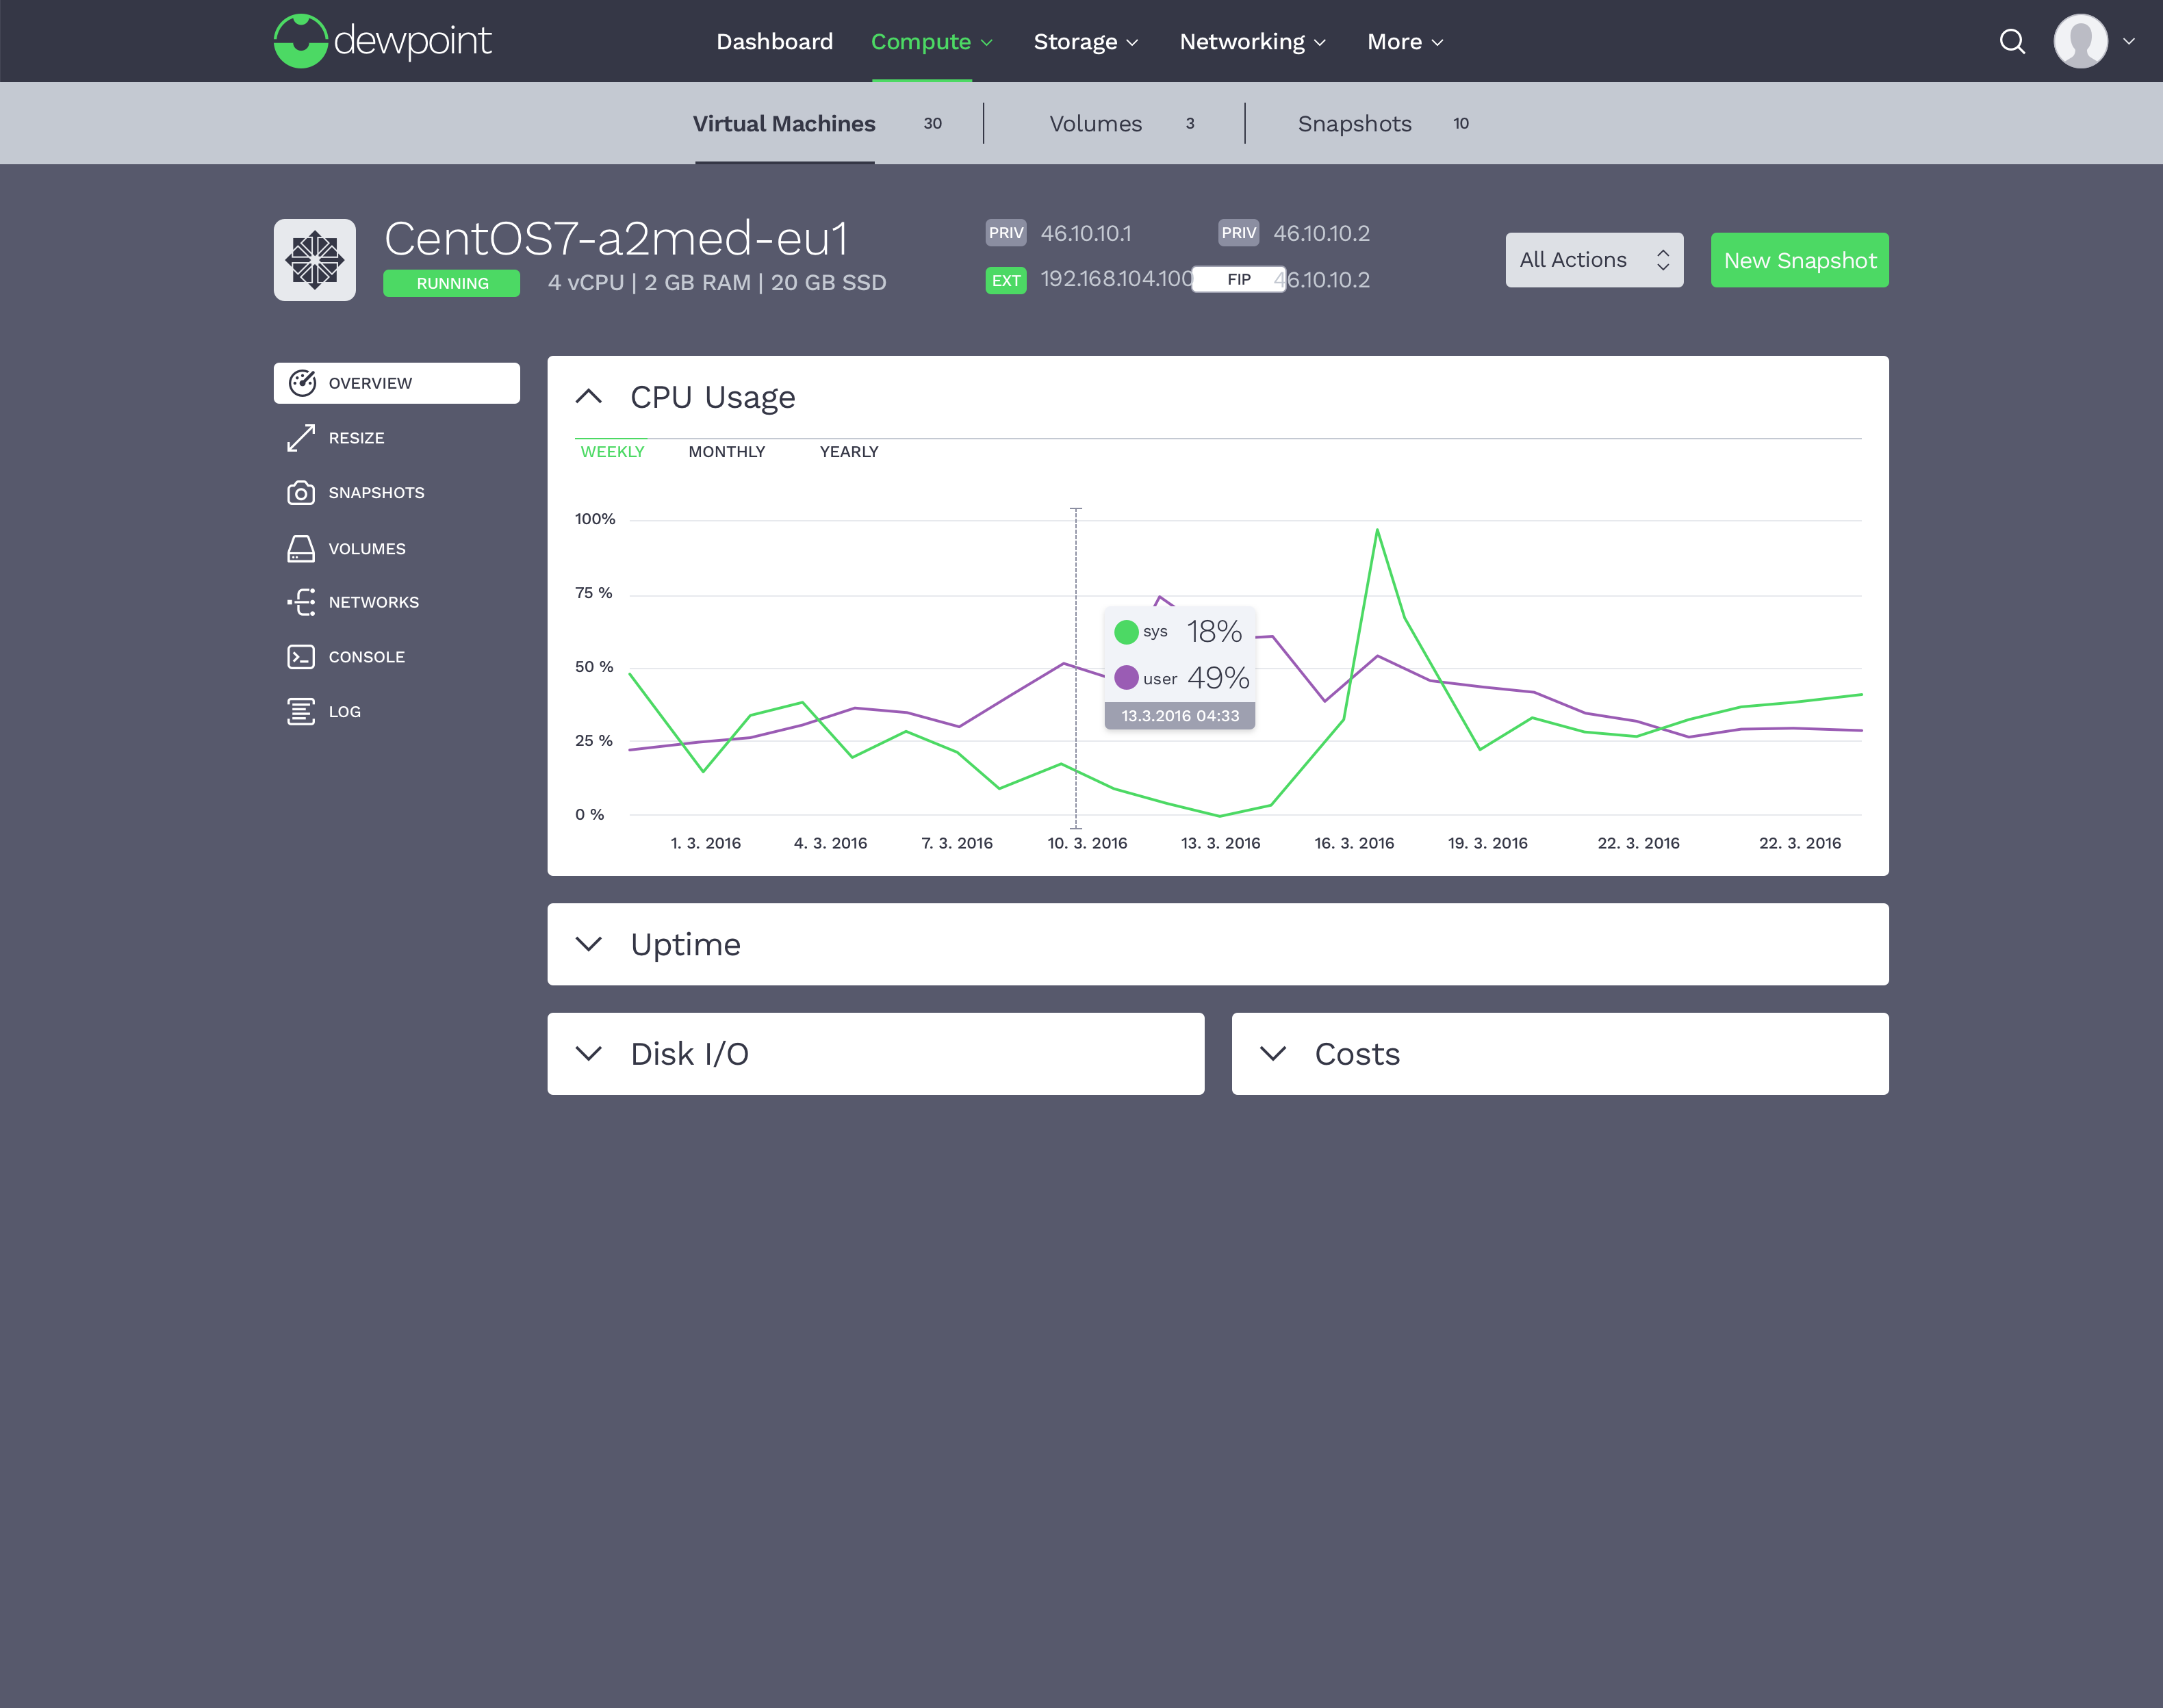 dewpoint
Dashboard Compute Storage Networking More
Virtual Machines 30 Volumes 3 Snapshots 10
CentOS7-a2med-eu1
RUNNING 4 vCPU | 2 GB RAM | 20 GB SSD
PRIV 46.10.10.1 PRIV 46.10.10.2
EXT 192.168.104.100 FIP 46.10.10.2
All Actions New Snapshot
OVERVIEW
RESIZE
SNAPSHOTS
VOLUMES
NETWORKS
CONSOLE
LOG
CPU Usage
WEEKLY MONTHLY YEARLY
100%
75 %
50 %
25 %
0 %
sys 18%
user 49%
13.3.2016 04:33
1. 3. 2016 4. 3. 2016 7. 3. 2016 10. 3. 2016 13. 3. 2016 16. 3. 2016 19. 3. 2016 22. 3. 2016 22. 3. 2016
Uptime
Disk I/O Costs